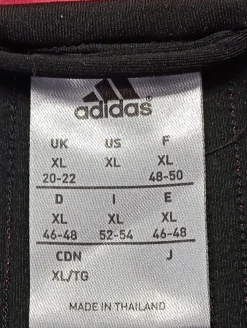 adidas
UK US F
XL XL XL
20-22 48-50
D I E
XL XL XL
46-48 52-54 46-48
CDN J
XL/TG
MADE IN THAILAND